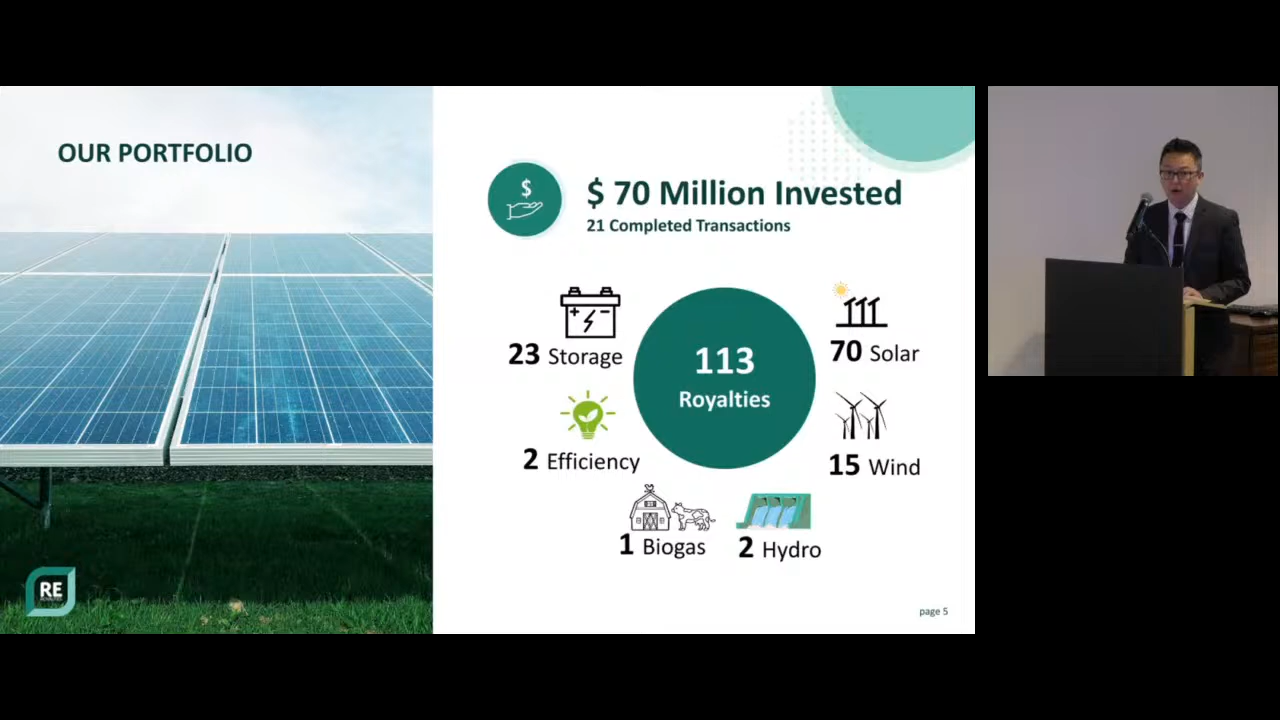 OUR PORTFOLIO
$ 70 Million Invested
21 Completed Transactions
23 Storage
113
Royalties
70 Solar
2 Efficiency
15 Wind
1 Biogas
2 Hydro
RE
page 5